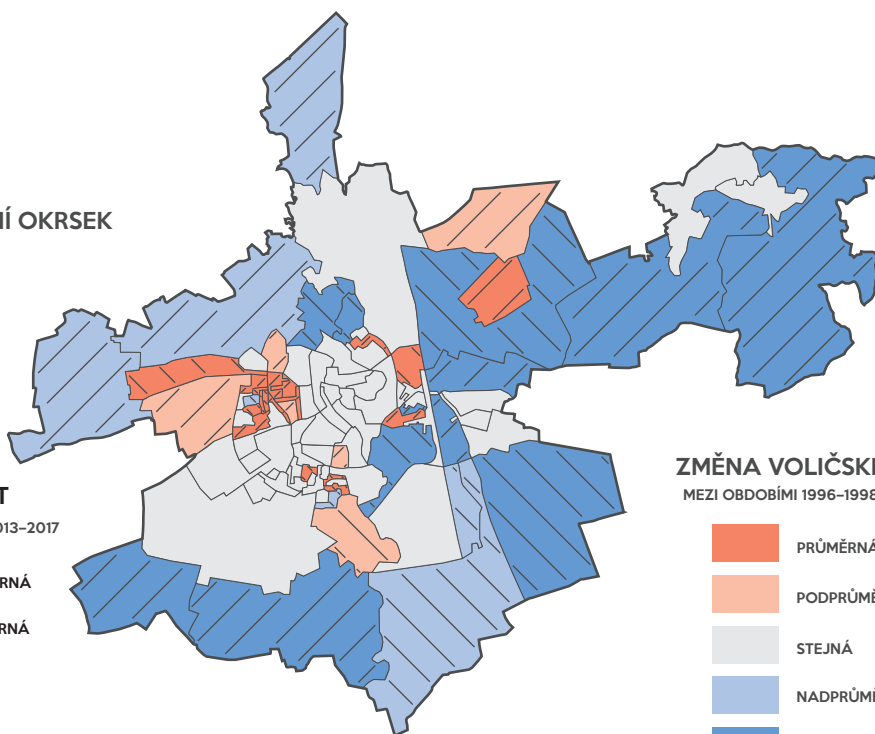 Í OKRSEK
T
013–2017
RNÁ
RNÁ
ZMĚNA VOLIČSK
MEZI OBDOBÍMI 1996–1998
PRŮMĚRNÁ
PODPRŮMĚ
STEJNÁ
NADPRŮMĚ